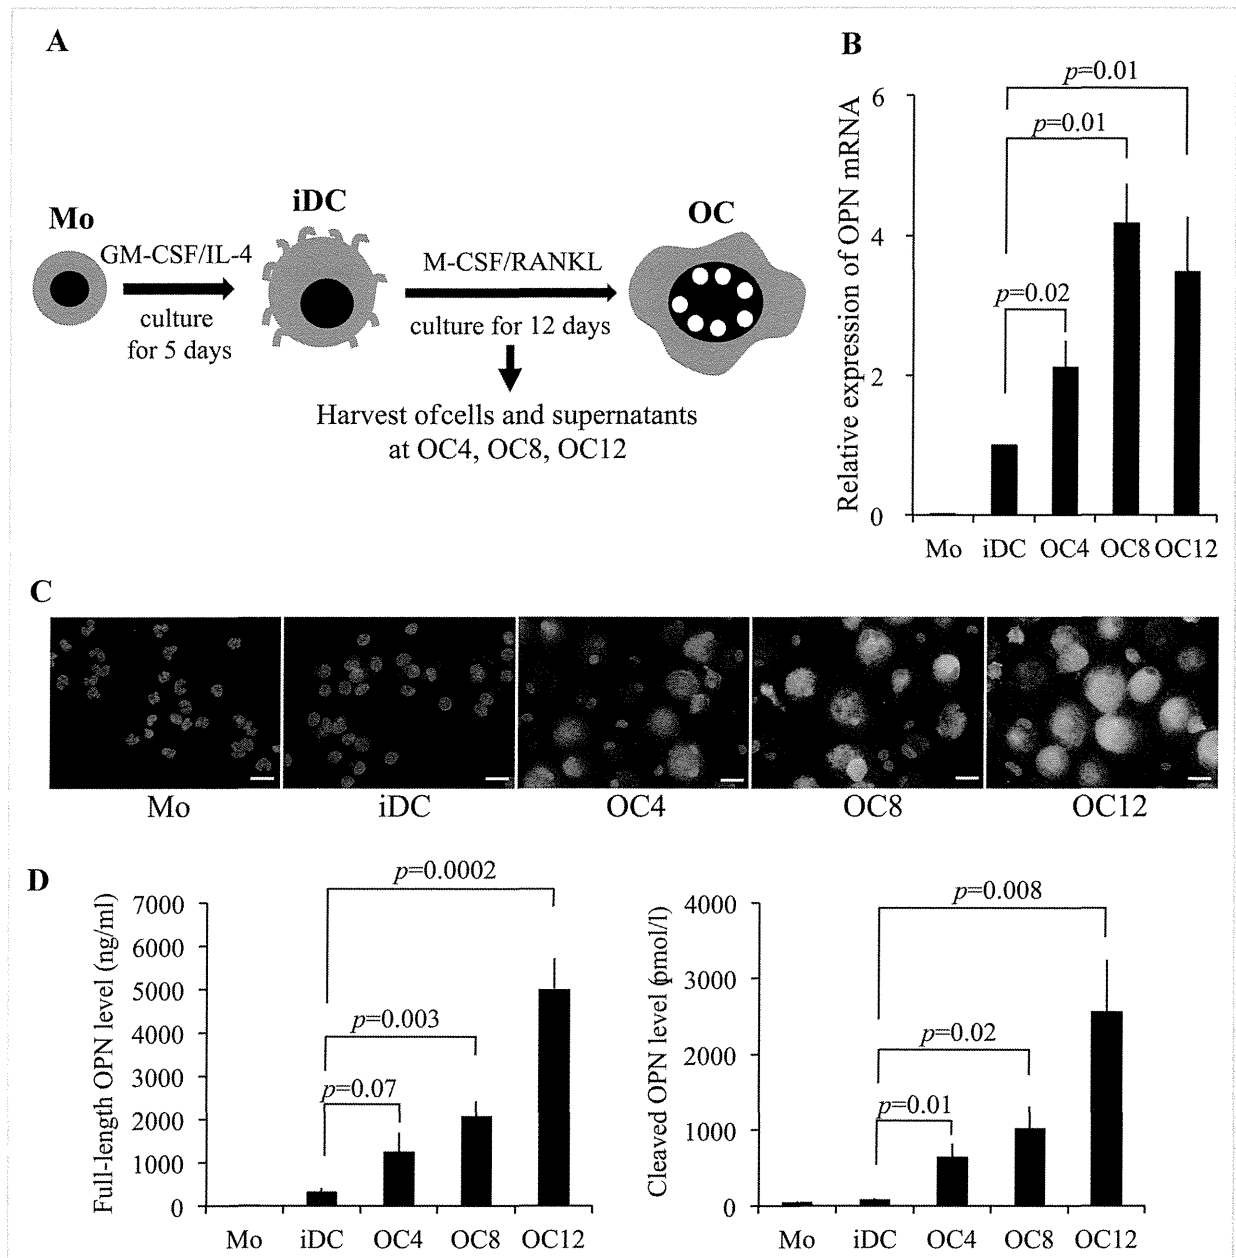 A
Mo
GM-CSF/IL-4
culture
for 5 days
iDC
M-CSF/RANKL
culture for 12 days
OC
Harvest of cells and supernatants
at OC4, OC8, OC12
B
Relative expression of OPN mRNA
6
4
2
0
p=0.01
p=0.01
p=0.02
Mo iDC OC4 OC8 OC12
C
Mo iDC OC4 OC8 OC12
D
Full-length OPN level (ng/ml)
7000
6000
5000
4000
3000
2000
1000
0
p=0.0002
p=0.003
p=0.07
Mo iDC OC4 OC8 OC12
Cleaved OPN level (pmol/l)
4000
3000
2000
1000
0
p=0.008
p=0.02
p=0.01
Mo iDC OC4 OC8 OC12